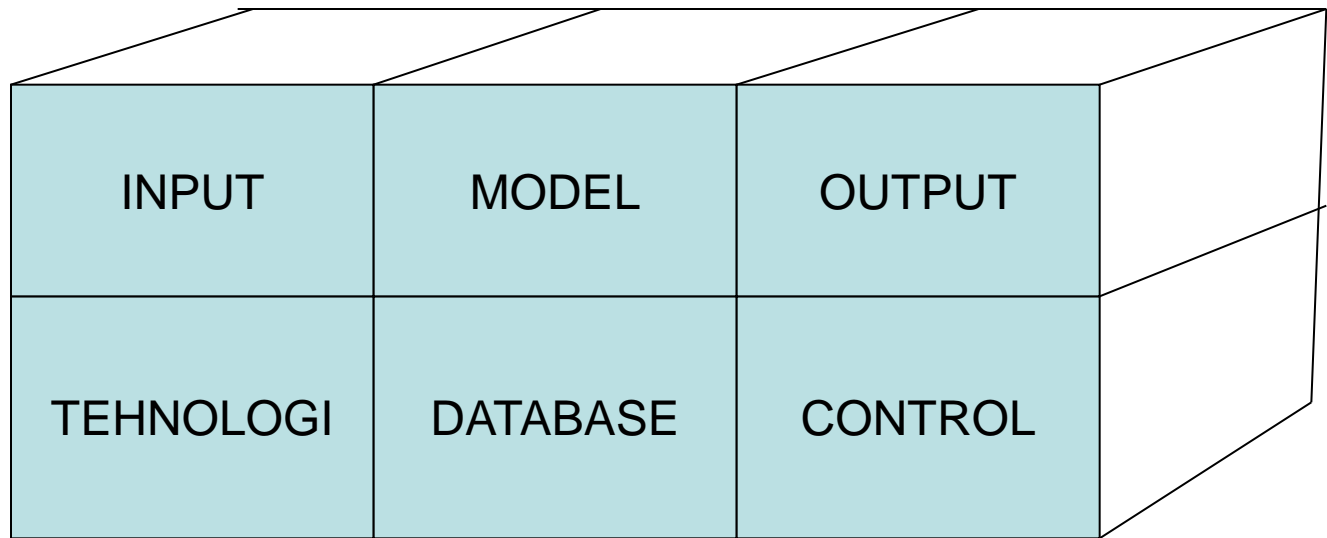 INPUT
MODEL
OUTPUT
TEHNOLOGI
DATABASE
CONTROL